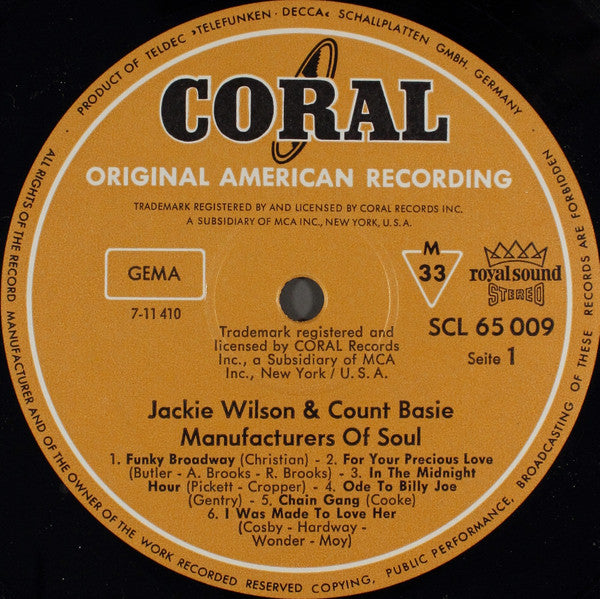 · PRODUCT OF TELDEC »TELEFUNKEN · DECCA« SCHALLPLATTEN GMBH. GERMANY ·
CORAL
ORIGINAL AMERICAN RECORDING
TRADEMARK REGISTERED BY AND LICENSED BY CORAL RECORDS INC.
A SUBSIDIARY OF MCA INC., NEW YORK, U.S.A.
GEMA
7-11 410
M
33
royal sound
STEREO
SCL 65 009
Seite 1
Trademark registered and
licensed by CORAL Records
Inc., a Subsidiary of MCA
Inc., New York / U.S.A.
Jackie Wilson & Count Basie
Manufacturers Of Soul
1. Funky Broadway (Christian) - 2. For Your Precious Love
(Butler - A. Brooks - R. Brooks) - 3. In The Midnight
Hour (Pickett - Cropper) - 4. Ode To Billy Joe
(Gentry) - 5. Chain Gang (Cooke)
6. I Was Made To Love Her
(Cosby - Hardway -
Wonder - Moy)
ALL RIGHTS OF THE RECORD MANUFACTURER AND OF THE OWNER OF THE WORK RECORDED RESERVED COPYING, PUBLIC PERFORMANCE, BROADCASTING OF THESE RECORDS ARE FORBIDDEN